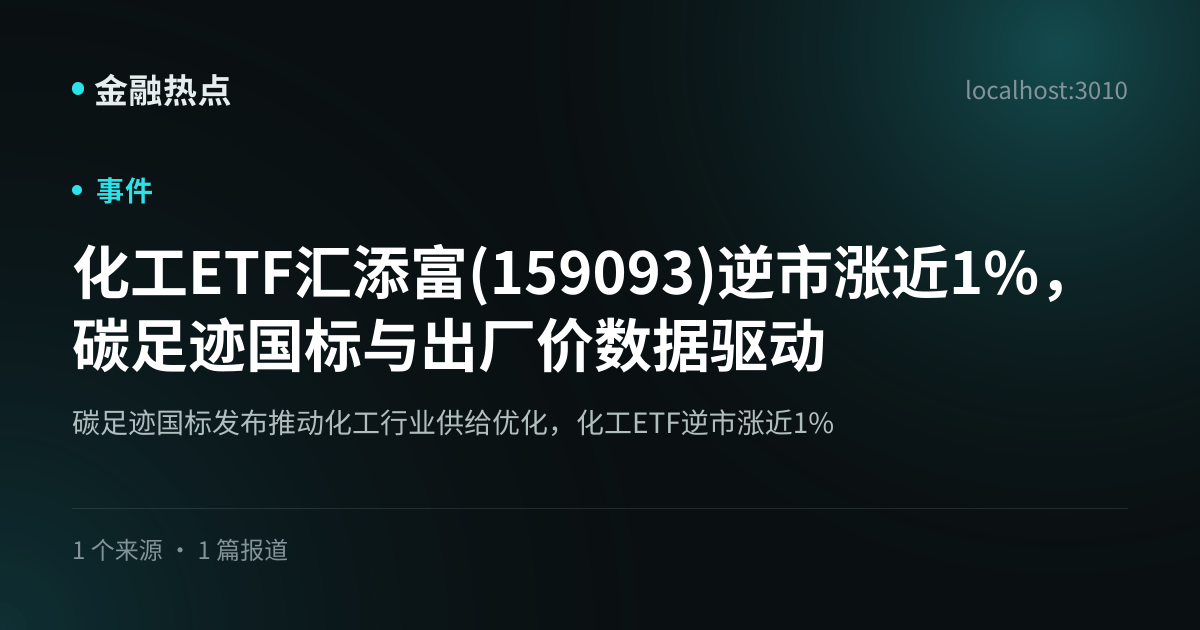 金融热点
localhost:3010
事件
化工ETF汇添富(159093)逆市涨近1%，
碳足迹国标与出厂价数据驱动
碳足迹国标发布推动化工行业供给优化，化工ETF逆市涨近1%
1 个来源 · 1 篇报道